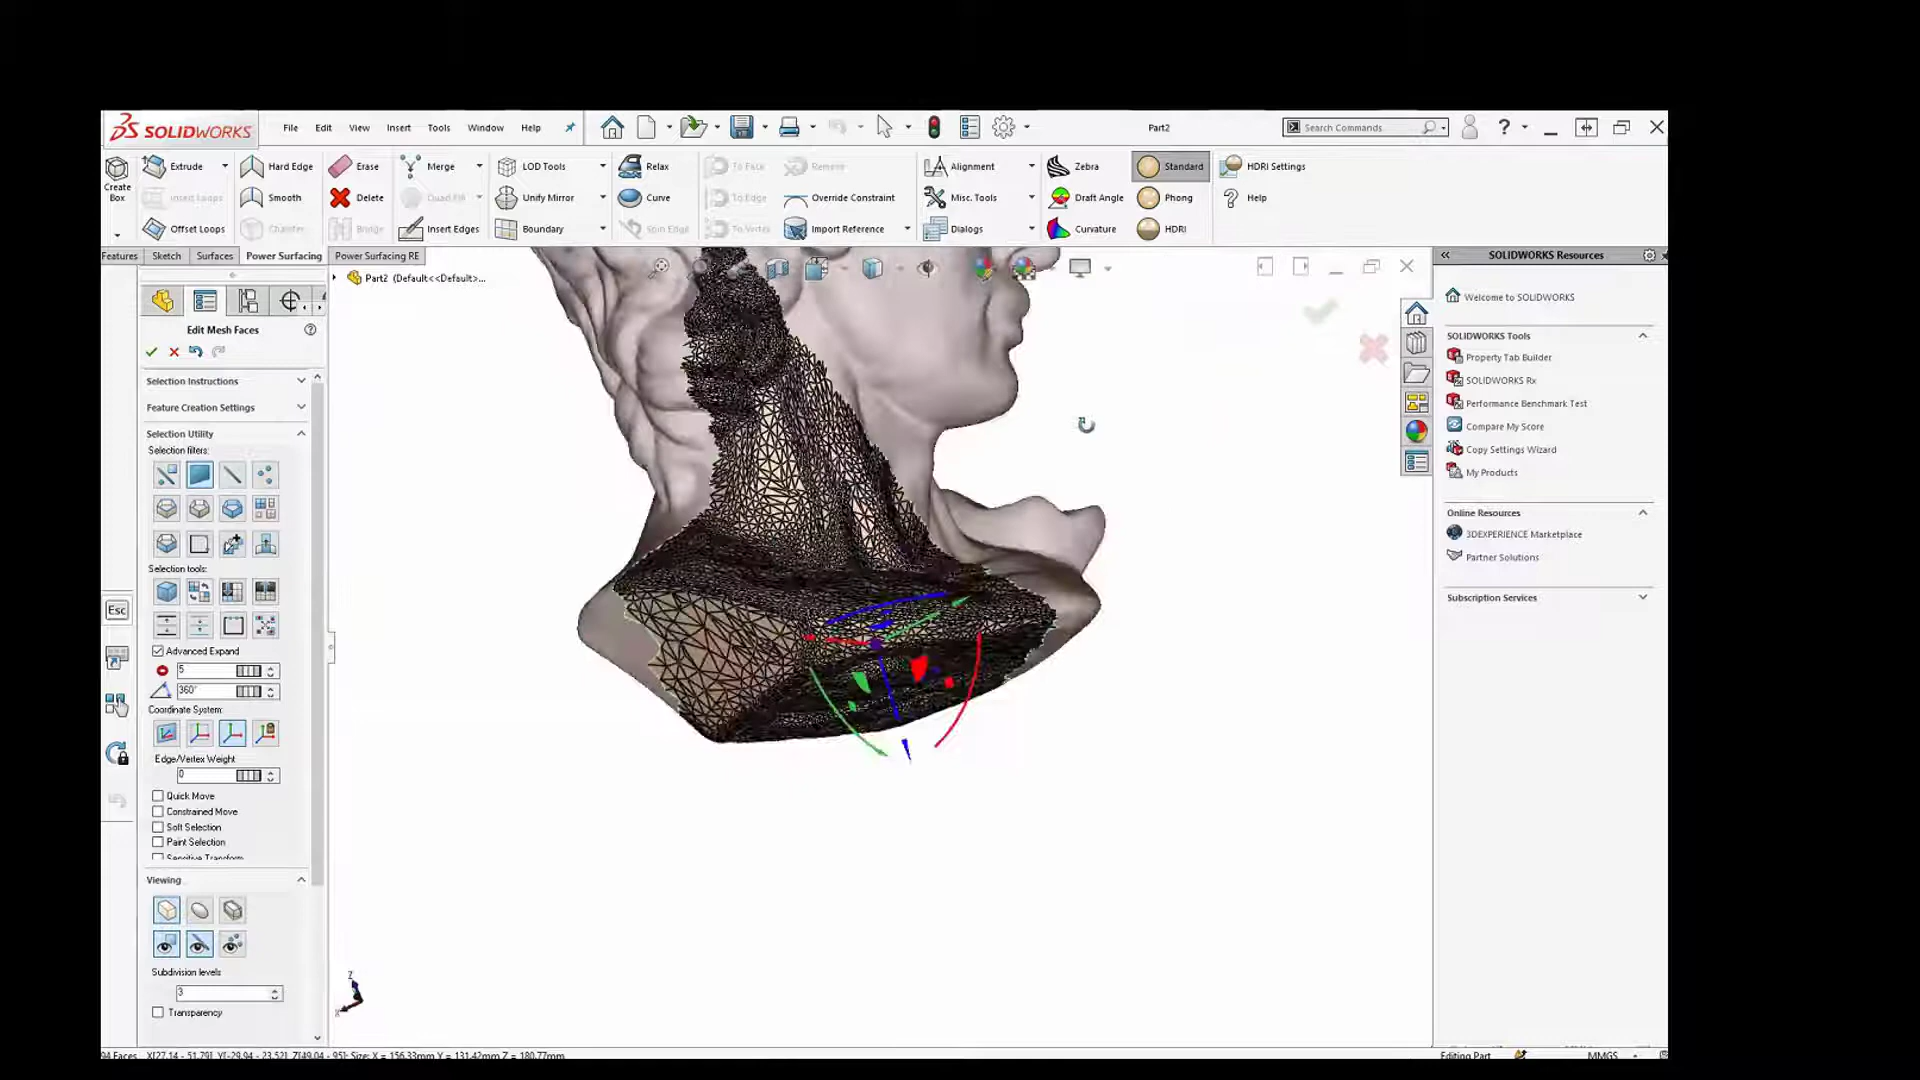 SOLIDWORKS File Edit View Insert Tools Window Help Part2 Search Commands ?
Create Box
Extrude Hard Edge Erase Merge LOD Tools Relax To Face Remove Alignment Zebra Standard HDRI Settings
Insert Loops Smooth Delete Quad Fill Unify Mirror Curve To Edge Override Constraint Misc. Tools Draft Angle Phong ? Help
Offset Loops Chamfer Bridge Insert Edges Boundary Spin Edge To Vertex Import Reference Dialogs Curvature HDRI
Features Sketch Surfaces Power Surfacing Power Surfacing RE
SOLIDWORKS Resources
Part2 (Default<<Default>...
Edit Mesh Faces
Selection Instructions
Feature Creation Settings
Selection Utility
Selection filters:
Selection tools:
Advanced Expand
5
360°
Coordinate System:
Edge/Vertex Weight
0
Quick Move
Constrained Move
Soft Selection
Paint Selection
Sensitive Transform
Viewing
Subdivision levels
3
Transparency
Esc
Z
X
Welcome to SOLIDWORKS
SOLIDWORKS Tools
Property Tab Builder
SOLIDWORKS Rx
Performance Benchmark Test
Compare My Score
Copy Settings Wizard
My Products
Online Resources
3DEXPERIENCE Marketplace
Partner Solutions
Subscription Services
94 Faces X[27.14 - 51.79] Y[-29.94 - 23.52] Z[49.04 - 95] Size: X = 156.33mm Y = 131.42mm Z = 180.77mm
Editing Part MMGS